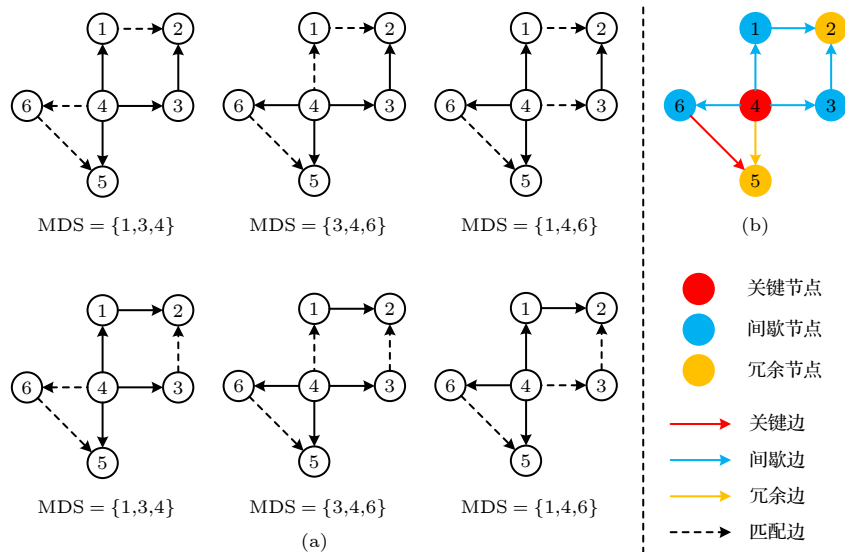 1 2
6 4 3
5
MDS = {1,3,4}
1 2
6 4 3
5
MDS = {3,4,6}
1 2
6 4 3
5
MDS = {1,4,6}
1 2
6 4 3
5
MDS = {1,3,4}
1 2
6 4 3
5
MDS = {3,4,6}
1 2
6 4 3
5
MDS = {1,4,6}
(a)
1 2
6 4 3
5
(b)
关键节点
间歇节点
冗余节点
关键边
间歇边
冗余边
匹配边